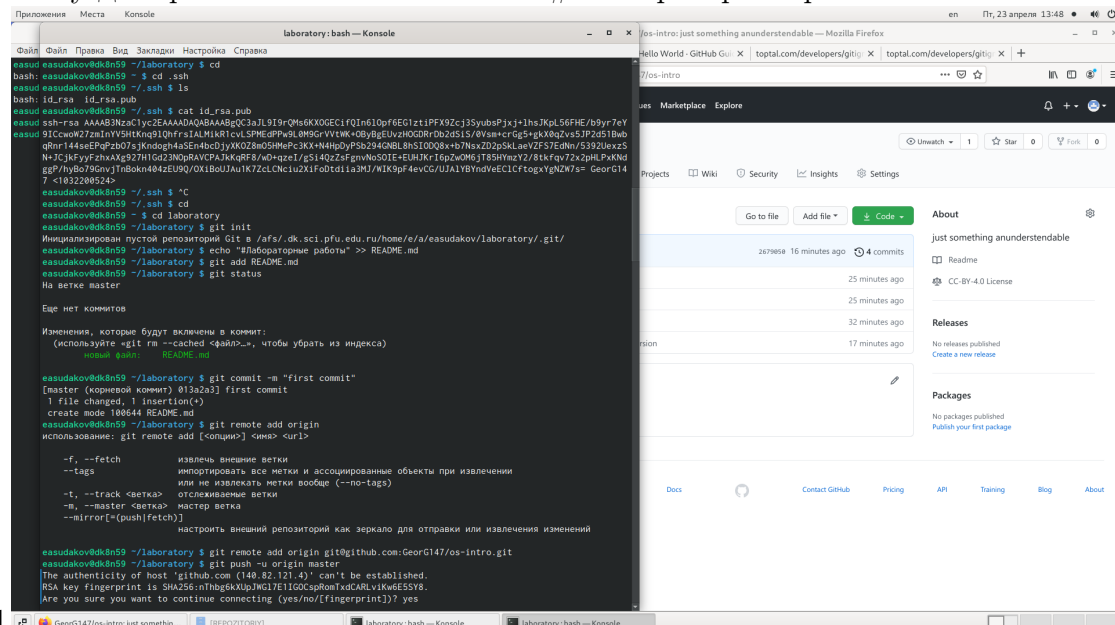 Приложения Места Konsole en Пт, 23 апреля 13:48
laboratory : bash — Konsole
/os-intro: just something anunderstendable — Mozilla Firefox
Файл Правка Вид Закладки Настройка Справка
Hello World · GitHub Gui × toptal.com/developers/gitig × toptal.com/developers/gitig × +
7/os-intro
easudakov@dk8n59 ~/laboratory $ cd
easudakov@dk8n59 ~ $ cd .ssh
easudakov@dk8n59 ~/.ssh $ ls
id_rsa id_rsa.pub
easudakov@dk8n59 ~/.ssh $ cat id_rsa.pub
7 <1032200524>
easudakov@dk8n59 ~/.ssh $ ^C
easudakov@dk8n59 ~/.ssh $ cd
easudakov@dk8n59 ~ $ cd laboratory
easudakov@dk8n59 ~/laboratory $ git init
Инициализирован пустой репозиторий Git в /afs/.dk.sci.pfu.edu.ru/home/e/a/easudakov/laboratory/.git/
easudakov@dk8n59 ~/laboratory $ echo "#Лабораторные работы" >> README.md
easudakov@dk8n59 ~/laboratory $ git add README.md
easudakov@dk8n59 ~/laboratory $ git status
На ветке master
Еще нет коммитов
Изменения, которые будут включены в коммит:
(используйте «git rm --cached <файл>…», чтобы убрать из индекса)
новый файл: README.md
easudakov@dk8n59 ~/laboratory $ git commit -m "first commit"
[master (корневой коммит) 013a2a3] first commit
1 file changed, 1 insertion(+)
create mode 100644 README.md
easudakov@dk8n59 ~/laboratory $ git remote add origin
использование: git remote add [<опции>] <имя> <url>
-f, --fetch извлечь внешние ветки
--tags импортировать все метки и ассоциированные объекты при извлечении
или не извлекать метки вообще (--no-tags)
-t, --track <ветка> отслеживаемые ветки
-m, --master <ветка> мастер ветка
--mirror[=(push|fetch)]
настроить внешний репозиторий как зеркало для отправки или извлечения изменений
easudakov@dk8n59 ~/laboratory $ git remote add origin git@github.com:GeorG147/os-intro.git
easudakov@dk8n59 ~/laboratory $ git push -u origin master
The authenticity of host 'github.com (140.82.121.4)' can't be established.
RSA key fingerprint is SHA256:nThbg6kXUpJWGl7E1IGOCspRomTxdCARLviKw6E5SY8.
Are you sure you want to continue connecting (yes/no/[fingerprint])? yes
ues Marketplace Explore
Unwatch 1 Star 0 Fork 0
Projects Wiki Security Insights Settings
Go to file Add file Code
2679050 16 minutes ago 4 commits
25 minutes ago
25 minutes ago
32 minutes ago
rsion 17 minutes ago
About
just something anunderstendable
Readme
CC-BY-4.0 License
Releases
No releases published
Create a new release
Packages
No packages published
Publish your first package
Docs Contact GitHub Pricing API Training Blog About
GeorG147/os-intro: just somethin… [REPOZITORIY] laboratory : bash — Konsole laboratory : bash — Konsole